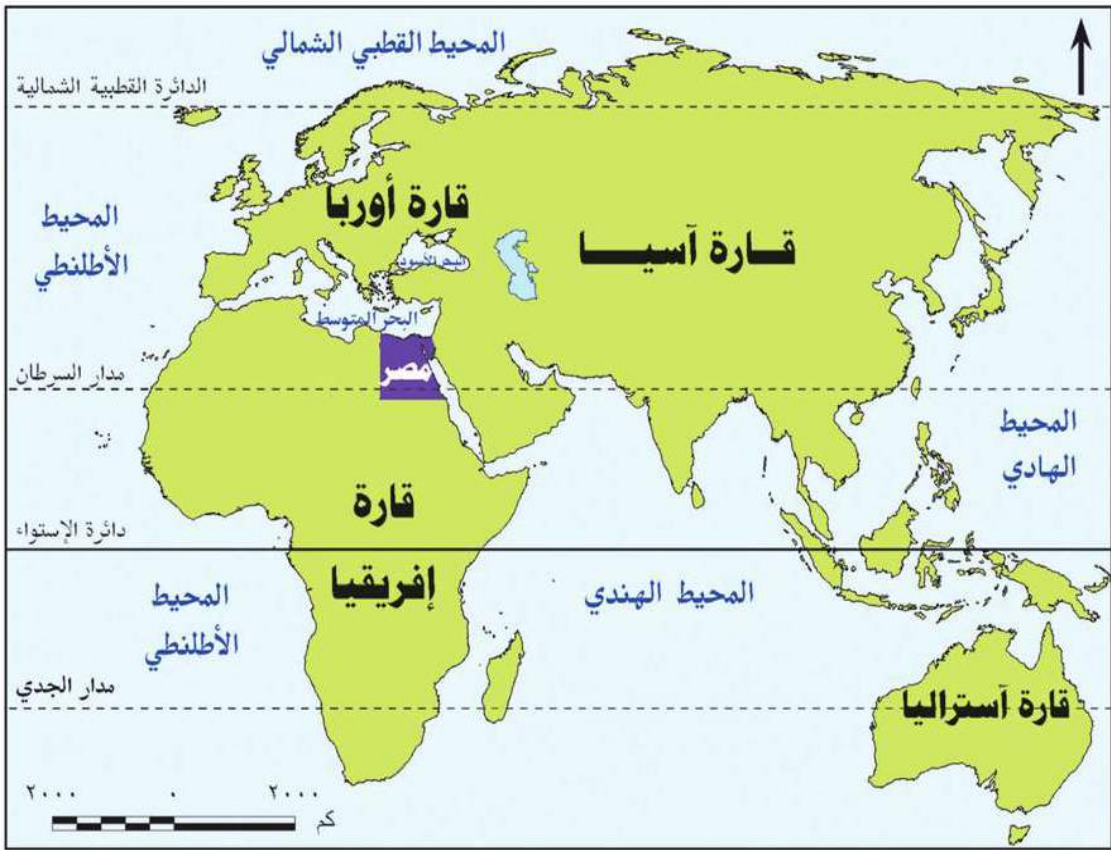 المحيط القطبي الشمالي
الدائرة القطبية الشمالية
قارة أوربا
المحيط
الأطلنطي
قارة آسيا
البحر الأسود
البحر المتوسط
مصر
مدار السرطان
المحيط
الهادي
قارة
إفريقيا
دائرة الإستواء
المحيط
الأطلنطي
المحيط الهندي
مدار الجدي
قارة آستراليا
٢٠٠٠ ٠ ٢٠٠٠
كم